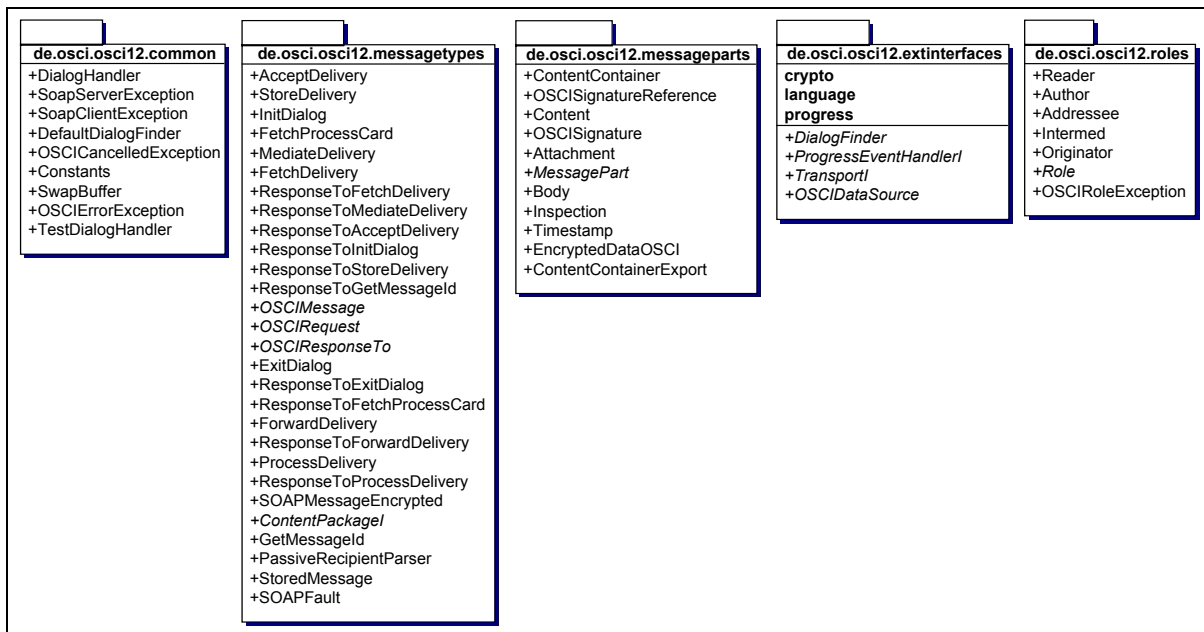 de.osci.osci12.common
+DialogHandler
+SoapServerException
+SoapClientException
+DefaultDialogFinder
+OSCICancelledException
+Constants
+SwapBuffer
+OSCIErrorException
+TestDialogHandler
de.osci.osci12.messagetypes
+AcceptDelivery
+StoreDelivery
+InitDialog
+FetchProcessCard
+MediateDelivery
+FetchDelivery
+ResponseToFetchDelivery
+ResponseToMediateDelivery
+ResponseToAcceptDelivery
+ResponseToInitDialog
+ResponseToStoreDelivery
+ResponseToGetMessageId
+OSCIMessage
+OSCIRequest
+OSCIResponseTo
+ExitDialog
+ResponseToExitDialog
+ResponseToFetchProcessCard
+ForwardDelivery
+ResponseToForwardDelivery
+ProcessDelivery
+ResponseToProcessDelivery
+SOAPMessageEncrypted
+ContentPackageI
+GetMessageId
+PassiveRecipientParser
+StoredMessage
+SOAPFault
de.osci.osci12.messageparts
+ContentContainer
+OSCISignatureReference
+Content
+OSCISignature
+Attachment
+MessagePart
+Body
+Inspection
+Timestamp
+EncryptedDataOSCI
+ContentContainerExport
de.osci.osci12.extinterfaces
crypto
language
progress
+DialogFinder
+ProgressEventHandlerI
+TransportI
+OSCIDataSource
de.osci.osci12.roles
+Reader
+Author
+Addressee
+Intermed
+Originator
+Role
+OSCIRoleException